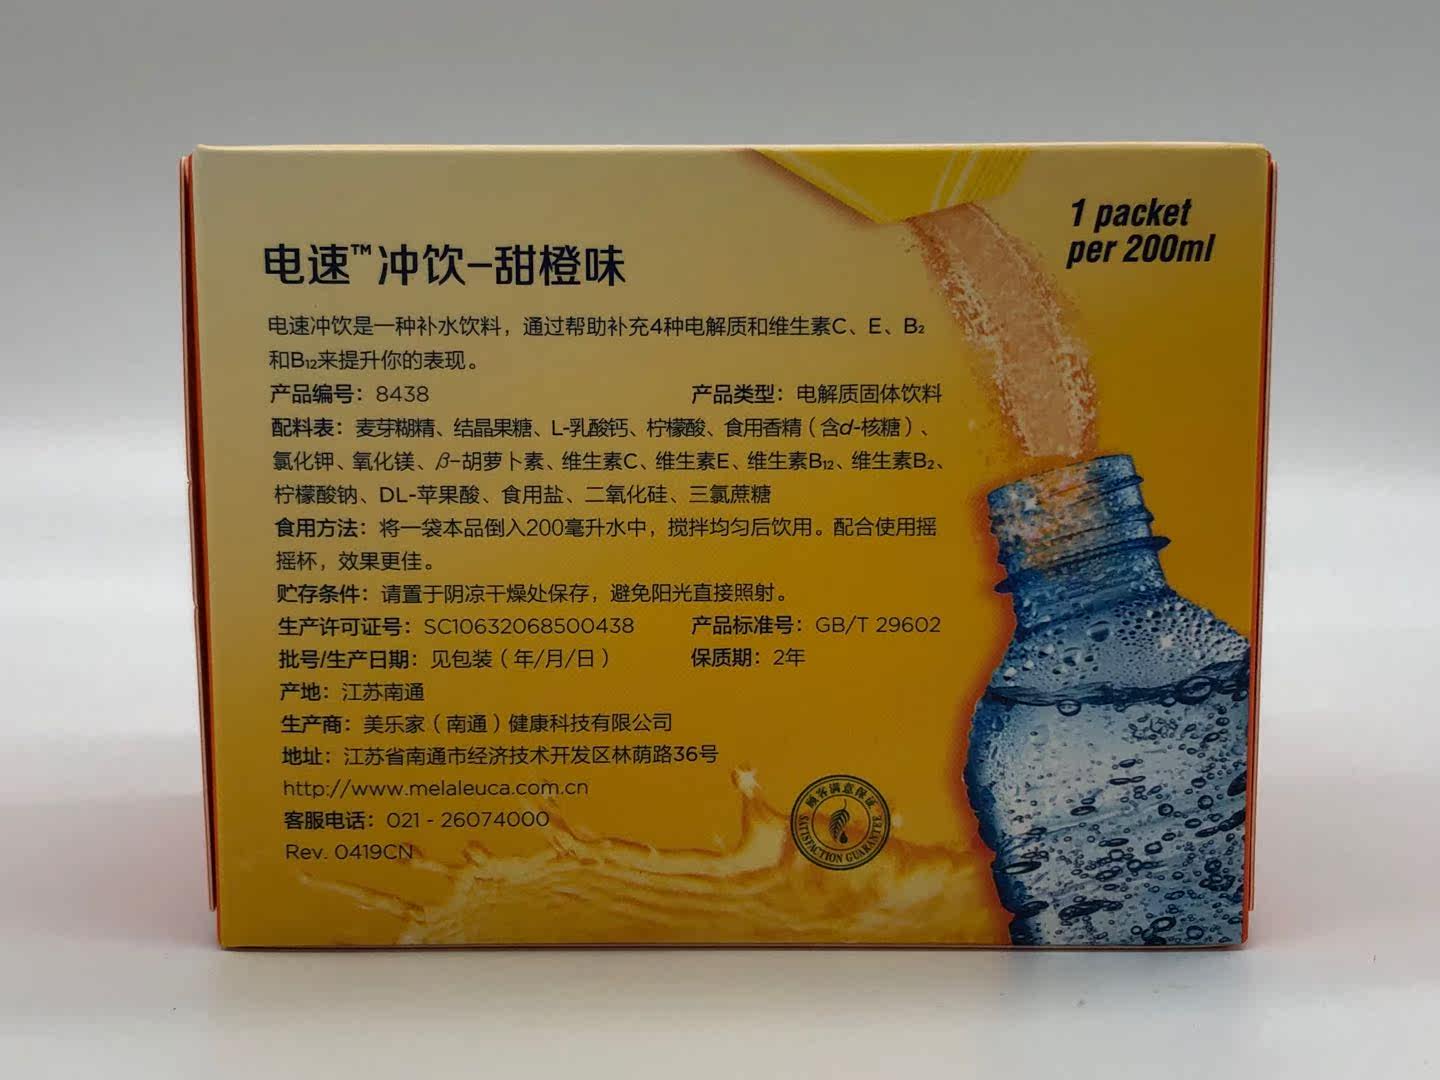 1 packet
per 200ml
电速™冲饮–甜橙味
电速冲饮是一种补水饮料，通过帮助补充4种电解质和维生素C、E、B₂
和B₁₂来提升你的表现。
产品编号：8438 产品类型：电解质固体饮料
配料表：麦芽糊精、结晶果糖、L-乳酸钙、柠檬酸、食用香精（含d-核糖）、
氯化钾、氧化镁、β-胡萝卜素、维生素C、维生素E、维生素B₁₂、维生素B₂、
柠檬酸钠、DL-苹果酸、食用盐、二氧化硅、三氯蔗糖
食用方法：将一袋本品倒入200毫升水中，搅拌均匀后饮用。配合使用摇
摇杯，效果更佳。
贮存条件：请置于阴凉干燥处保存，避免阳光直接照射。
生产许可证号：SC10632068500438 产品标准号：GB/T 29602
批号/生产日期：见包装（年/月/日） 保质期：2年
产地：江苏南通
生产商：美乐家（南通）健康科技有限公司
地址：江苏省南通市经济技术开发区林荫路36号
http://www.melaleuca.com.cn
客服电话：021 - 26074000
Rev. 0419CN
顾客满意保证
SATISFACTION GUARANTEE